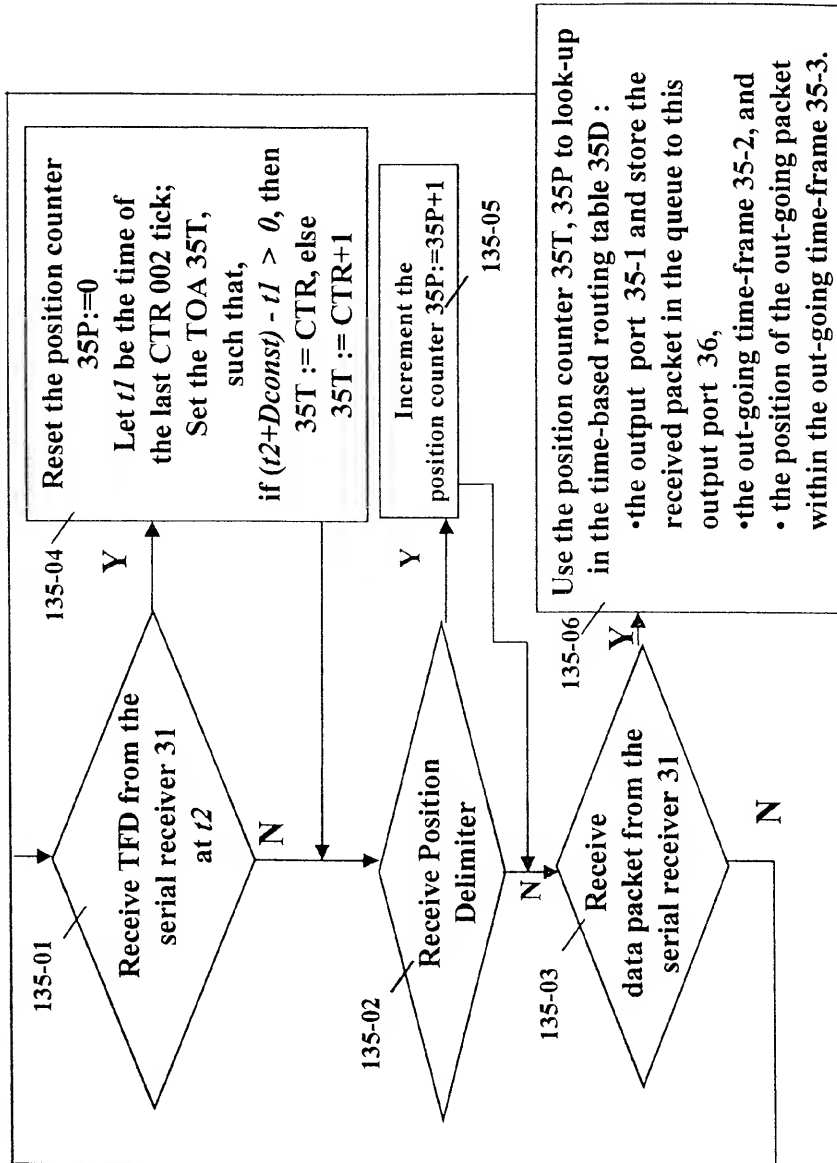 135-01
Receive TFD from the
serial receiver 31
at t2
Y
N
135-04
Reset the position counter
35P:=0
Let t1 be the time of
the last CTR 002 tick;
Set the TOA 35T,
such that,
if (t2+Dconst) - t1 > 0, then
35T := CTR, else
35T := CTR+1
135-02
Receive Position
Delimiter
Y
N
Increment the
position counter 35P:=35P+1
135-05
135-03
Receive
data packet from the
serial receiver 31
Y
N
135-06
Use the position counter 35T, 35P to look-up
in the time-based routing table 35D :
•the output port 35-1 and store the
received packet in the queue to this
output port 36,
•the out-going time-frame 35-2, and
• the position of the out-going packet
within the out-going time-frame 35-3.